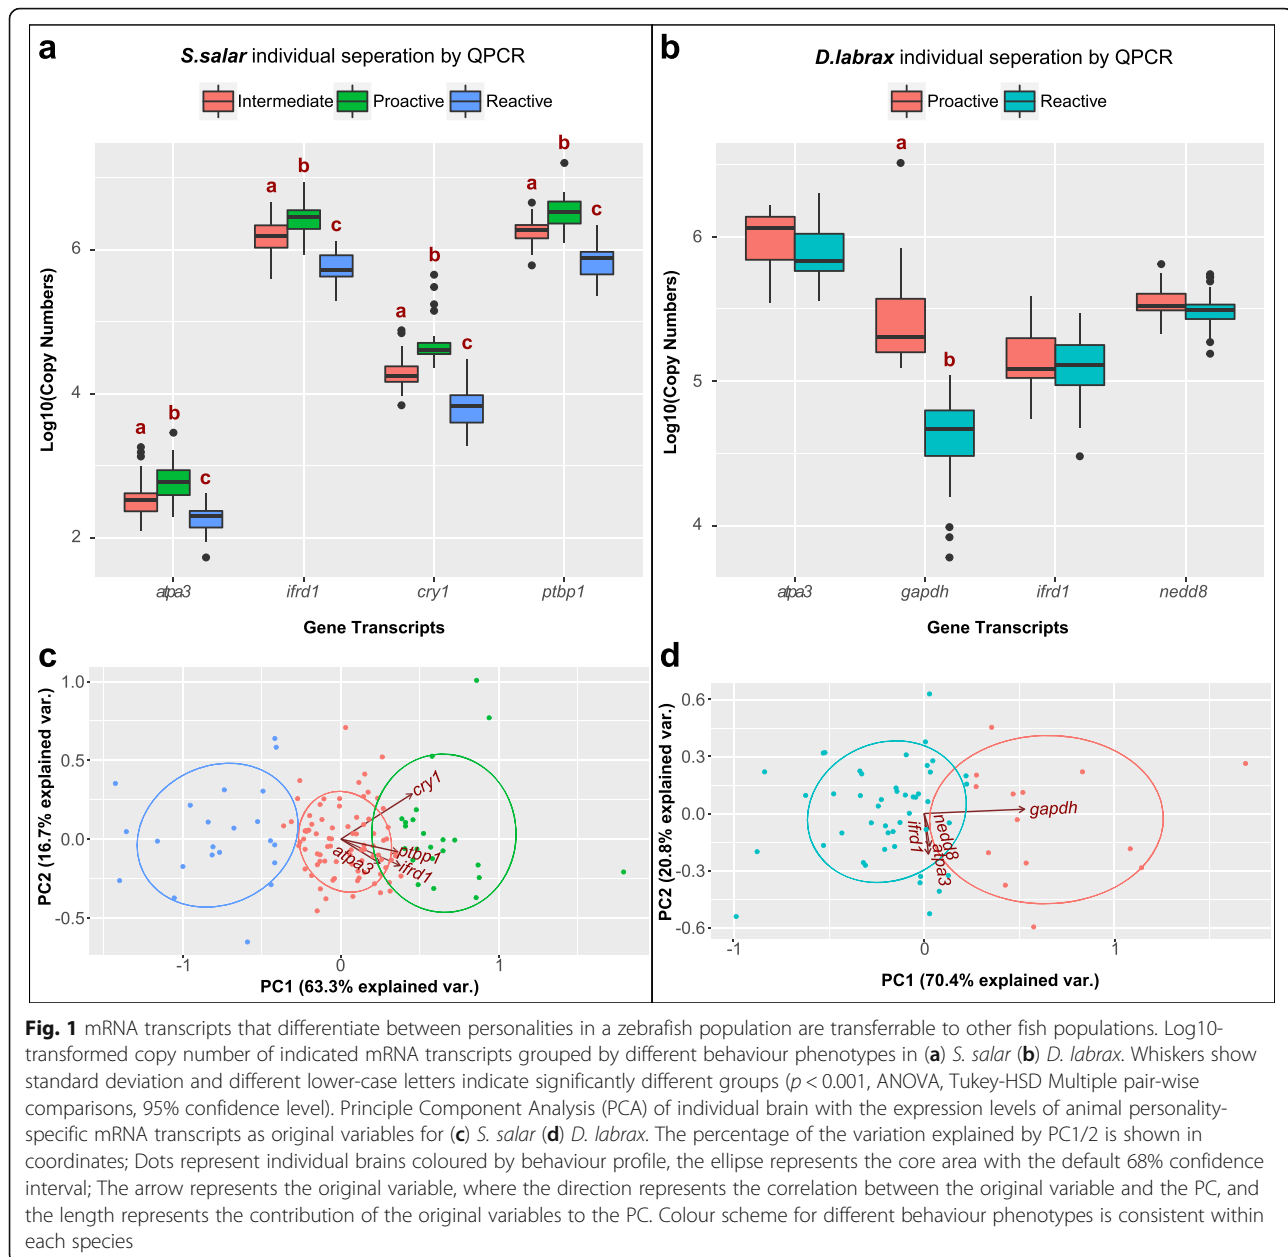 a
S.salar individual seperation by QPCR
Intermediate Proactive Reactive
Log10(Copy Numbers)
6
4
2
a b c
a b c
a b c
a b c
atpa3 ifrd1 cry1 ptbp1
Gene Transcripts
b
D.labrax individual seperation by QPCR
Proactive Reactive
Log10(Copy Numbers)
6
5
4
a
b
atpa3 gapdh ifrd1 nedd8
Gene Transcripts
c
PC2 (16.7% explained var.)
1.0
0.5
0.0
-0.5
cry1
ptbp1
ifrd1
atpa3
-1 0 1
PC1 (63.3% explained var.)
d
PC2 (20.8% explained var.)
0.6
0.3
0.0
-0.3
-0.6
gapdh
nedd8
ifrd1
atpa3
-1 0 1
PC1 (70.4% explained var.)
Fig. 1 mRNA transcripts that differentiate between personalities in a zebrafish population are transferrable to other fish populations. Log10-
transformed copy number of indicated mRNA transcripts grouped by different behaviour phenotypes in (a) S. salar (b) D. labrax. Whiskers show
standard deviation and different lower-case letters indicate significantly different groups (p < 0.001, ANOVA, Tukey-HSD Multiple pair-wise
comparisons, 95% confidence level). Principle Component Analysis (PCA) of individual brain with the expression levels of animal personality-
specific mRNA transcripts as original variables for (c) S. salar (d) D. labrax. The percentage of the variation explained by PC1/2 is shown in
coordinates; Dots represent individual brains coloured by behaviour profile, the ellipse represents the core area with the default 68% confidence
interval; The arrow represents the original variable, where the direction represents the correlation between the original variable and the PC, and
the length represents the contribution of the original variables to the PC. Colour scheme for different behaviour phenotypes is consistent within
each species